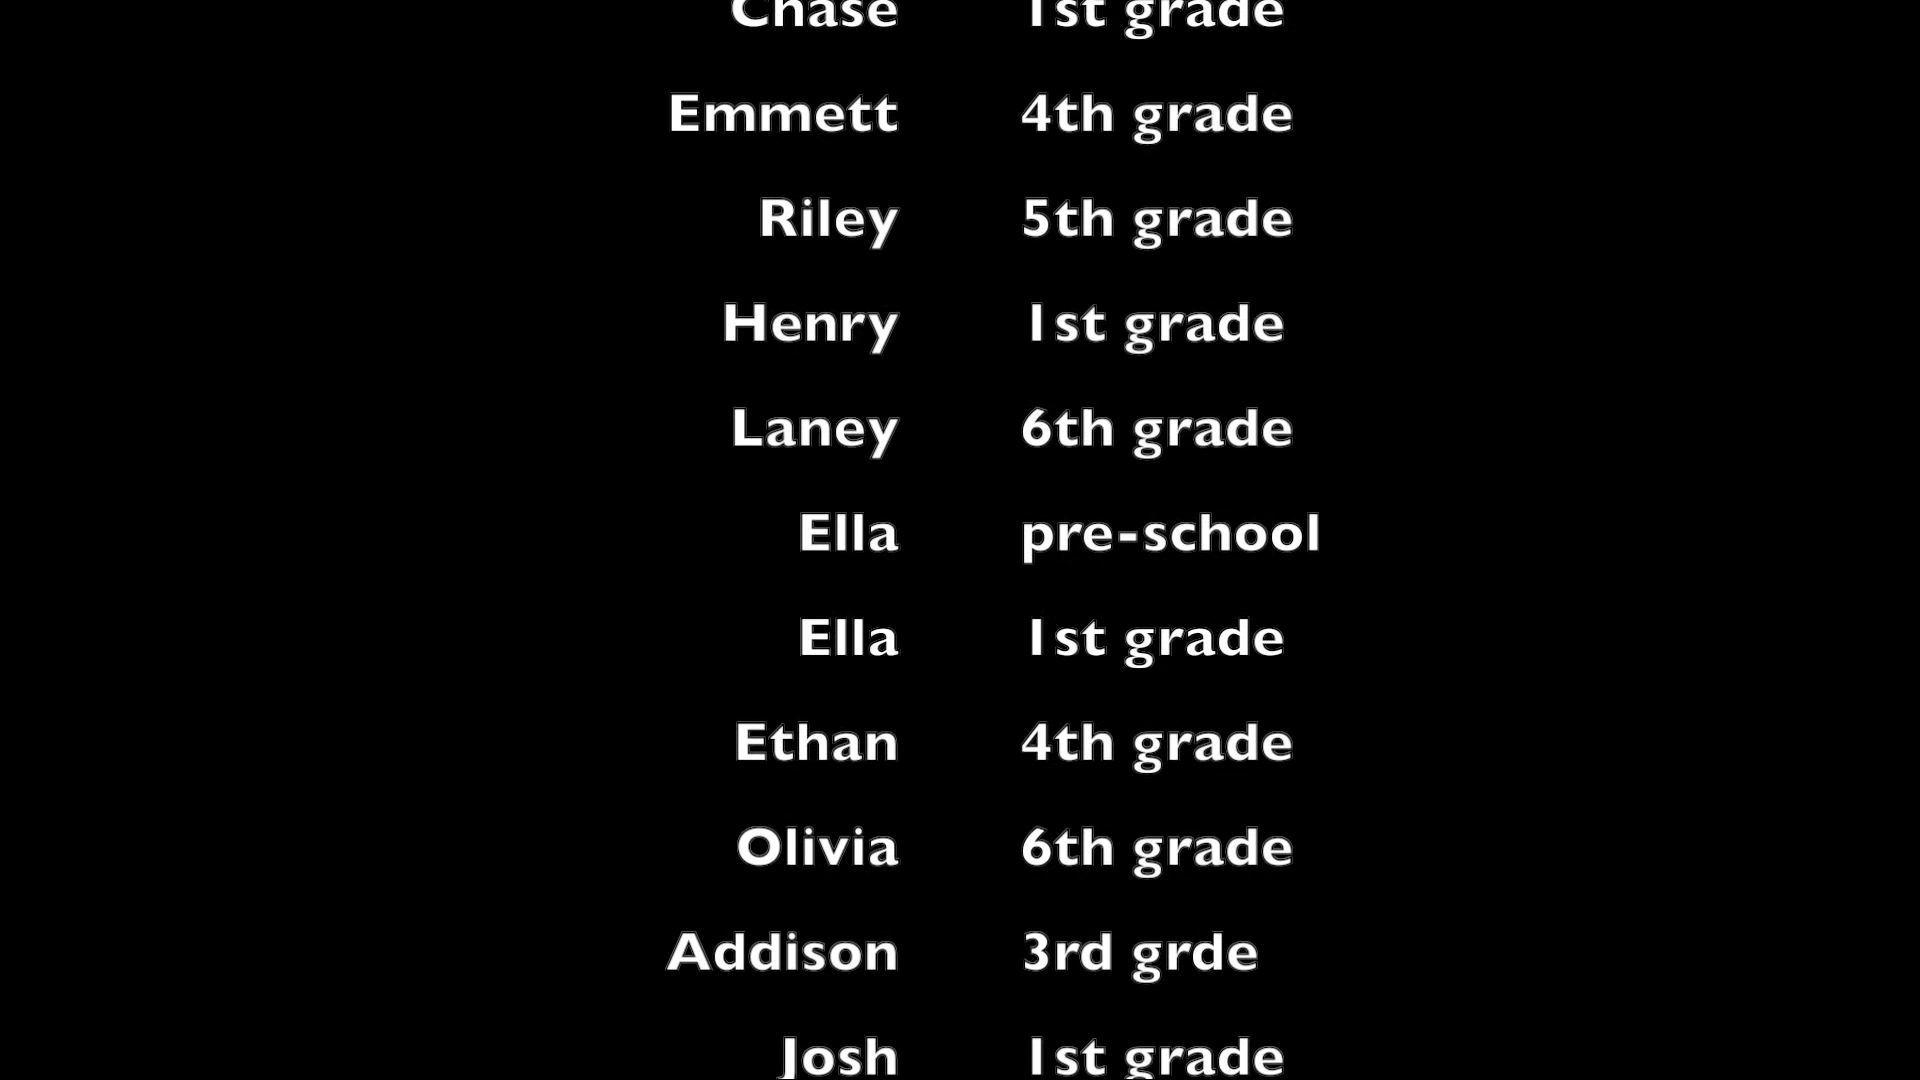 Chase 1st grade
Emmett 4th grade
Riley 5th grade
Henry 1st grade
Laney 6th grade
Ella pre-school
Ella 1st grade
Ethan 4th grade
Olivia 6th grade
Addison 3rd grde
Josh 1st grade